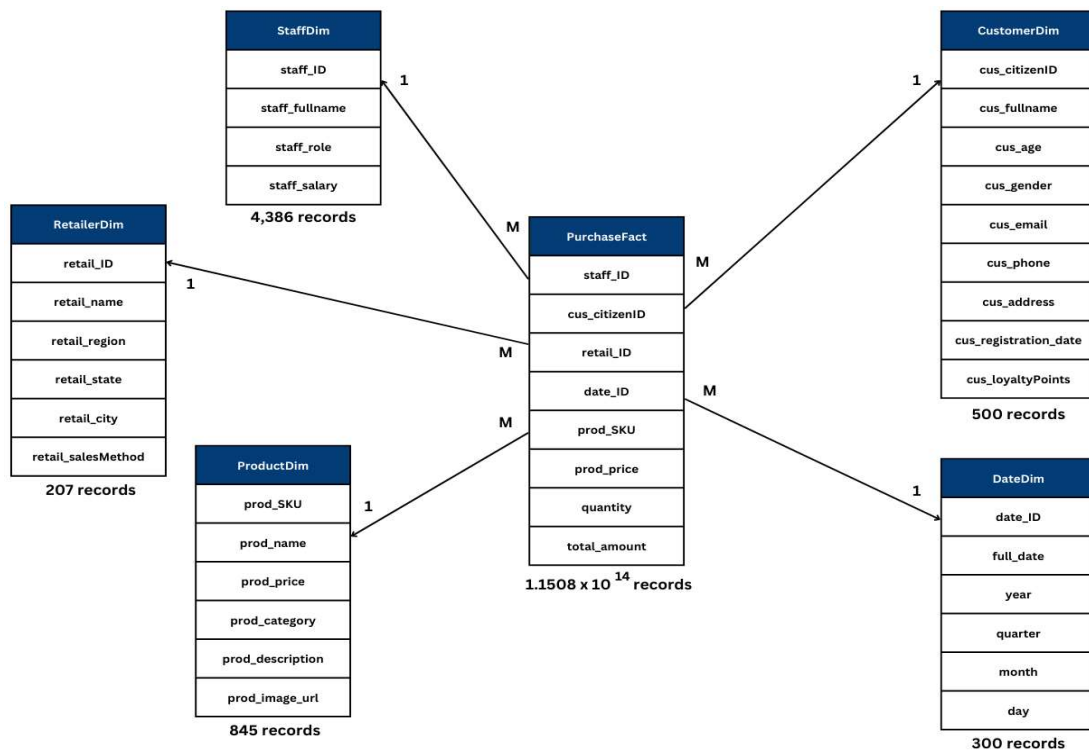 StaffDim
staff_ID
staff_fullname
staff_role
staff_salary
4,386 records
1
M
CustomerDim
cus_citizenID
cus_fullname
cus_age
cus_gender
cus_email
cus_phone
cus_address
cus_registration_date
cus_loyaltyPoints
500 records
1
M
RetailerDim
retail_ID
retail_name
retail_region
retail_state
retail_city
retail_salesMethod
207 records
1
M
PurchaseFact
staff_ID
cus_citizenID
retail_ID
date_ID
prod_SKU
prod_price
quantity
total_amount
1.1508 x 10 14 records
M
1
ProductDim
prod_SKU
prod_name
prod_price
prod_category
prod_description
prod_image_url
845 records
M
1
DateDim
date_ID
full_date
year
quarter
month
day
300 records